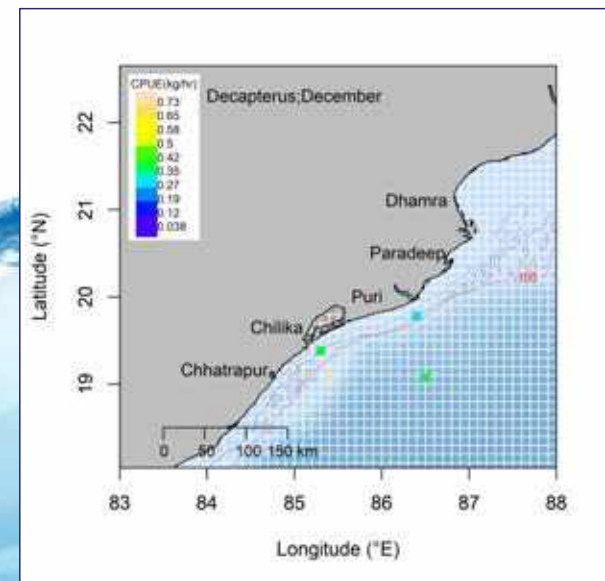 CPUE(kg/hr)
Decapterus;December
0.73
0.65
0.58
0.5
0.42
0.35
0.27
0.19
0.12
0.038
22
21
20
19
Latitude (°N)
Dhamra
Paradeep
Puri
Chilika
Chhatrapur
100
0 50 100 150 km
83 84 85 86 87 88
Longitude (°E)